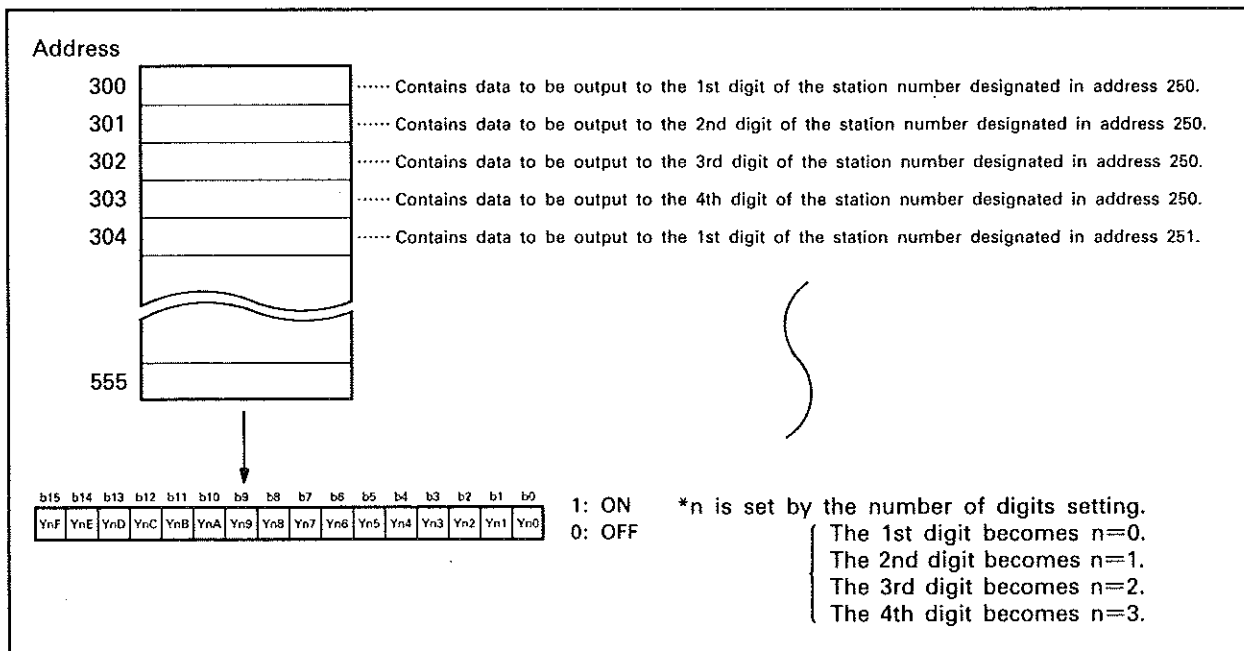 Address
300 ······ Contains data to be output to the 1st digit of the station number designated in address 250.
301 ······ Contains data to be output to the 2nd digit of the station number designated in address 250.
302 ······ Contains data to be output to the 3rd digit of the station number designated in address 250.
303 ······ Contains data to be output to the 4th digit of the station number designated in address 250.
304 ······ Contains data to be output to the 1st digit of the station number designated in address 251.
555
b15 b14 b13 b12 b11 b10 b9 b8 b7 b6 b5 b4 b3 b2 b1 b0
YnF YnE YnD YnC YnB YnA Yn9 Yn8 Yn7 Yn6 Yn5 Yn4 Yn3 Yn2 Yn1 Yn0
1: ON
0: OFF
*n is set by the number of digits setting.
The 1st digit becomes n=0.
The 2nd digit becomes n=1.
The 3rd digit becomes n=2.
The 4th digit becomes n=3.